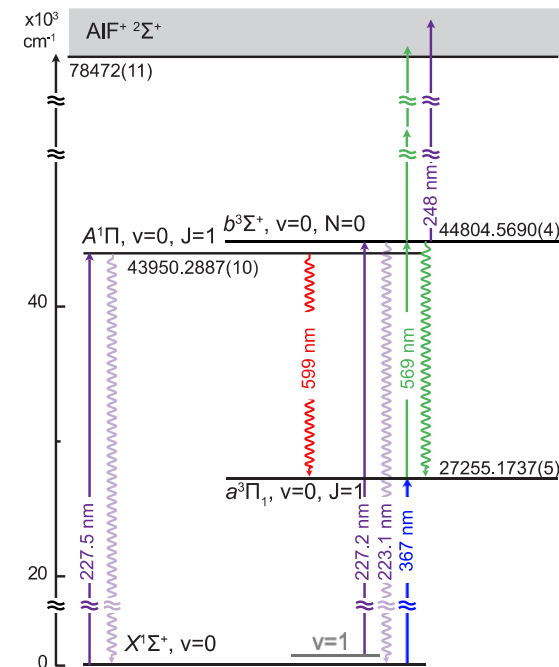 x10³
cm⁻¹
AlF⁺ ²Σ⁺
78472(11)
248 nm
b³Σ⁺, v=0, N=0
44804.5690(4)
A¹Π, v=0, J=1
43950.2887(10)
40
599 nm
569 nm
27255.1737(5)
a³Π₁, v=0, J=1
227.5 nm
227.2 nm
223.1 nm
367 nm
20
X¹Σ⁺, v=0
v=1
0